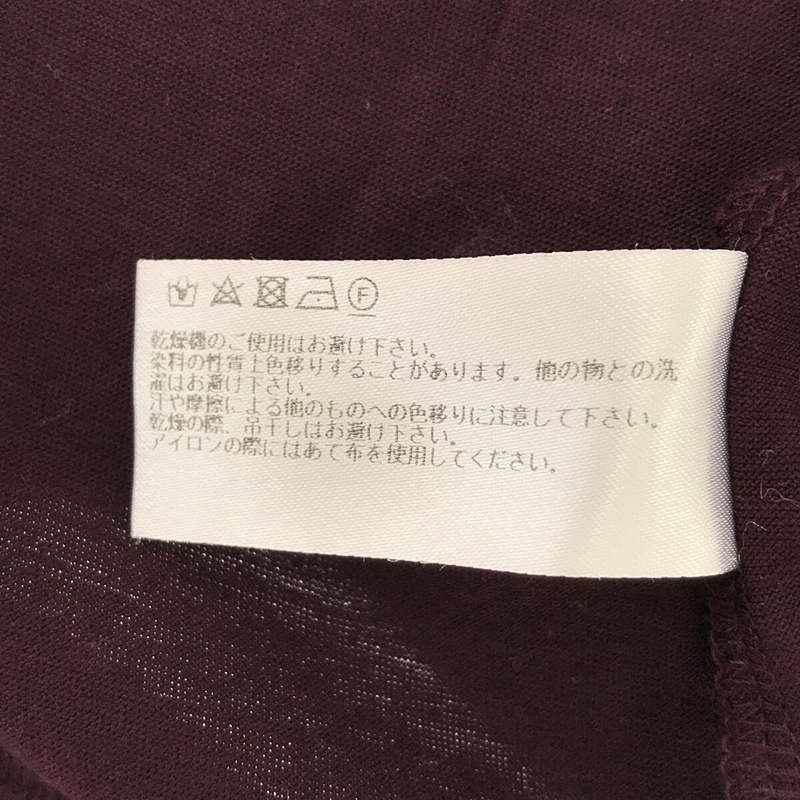 F
乾燥機のご使用はお避け下さい。
染料の性質上色移りすることがあります。他の物との洗
濯はお避け下さい。
汗や摩擦による他のものへの色移りに注意して下さい。
乾燥の際、吊干しはお避け下さい。
アイロンの際にはあて布を使用してください。